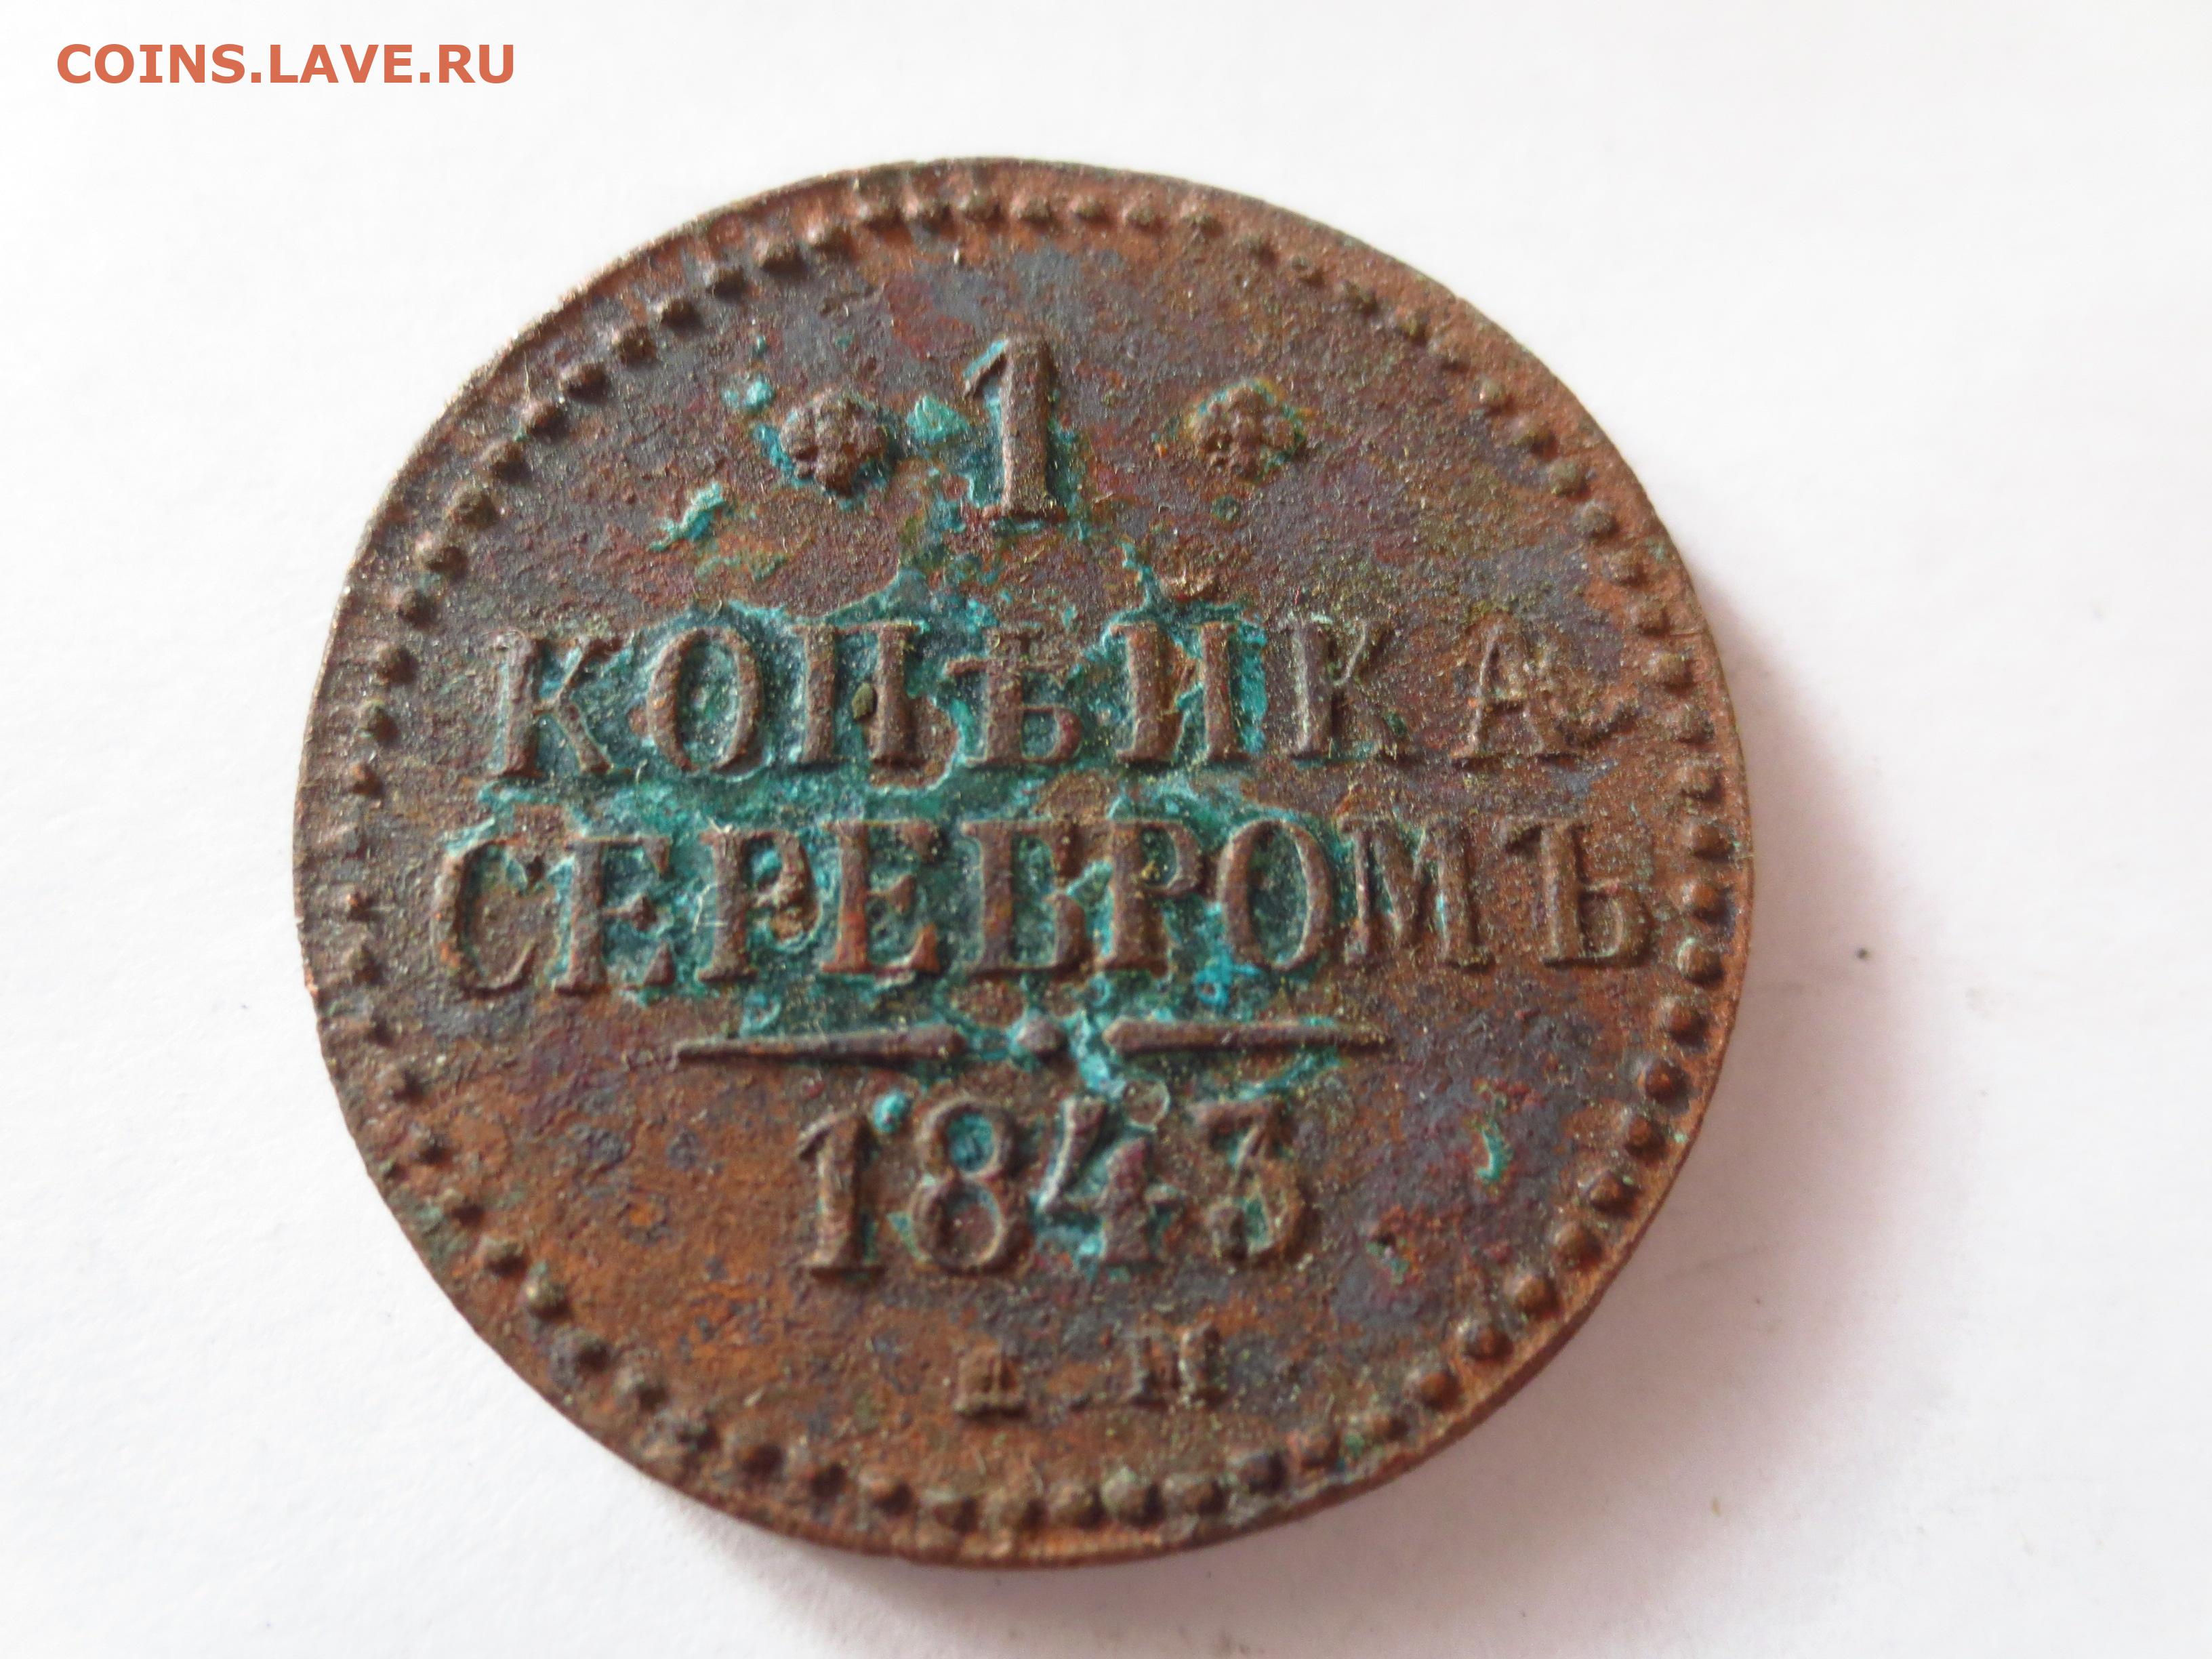 COINS.LAVE.RU
1
КОПѢЙКА
СЕРЕБРОМЪ
1843